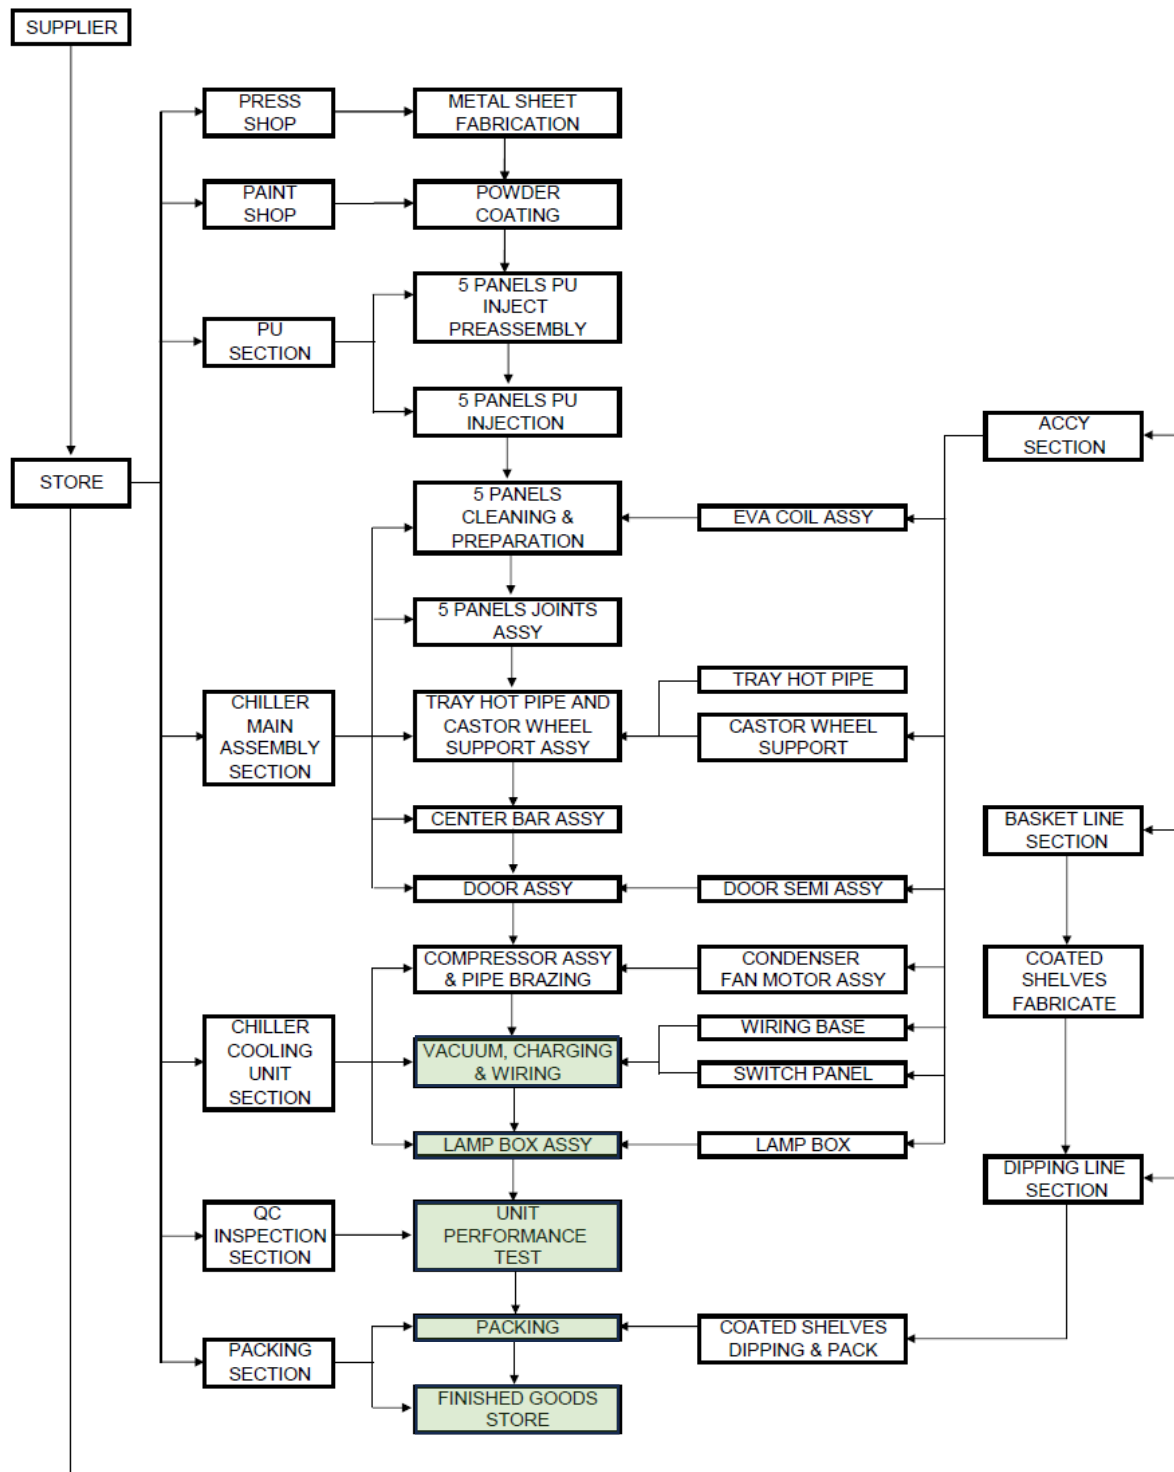 SUPPLIER
PRESS
SHOP
METAL SHEET
FABRICATION
PAINT
SHOP
POWDER
COATING
5 PANELS PU
INJECT
PREASSEMBLY
PU
SECTION
5 PANELS PU
INJECTION
ACCY
SECTION
STORE
5 PANELS
CLEANING &
PREPARATION
EVA COIL ASSY
5 PANELS JOINTS
ASSY
CHILLER
MAIN
ASSEMBLY
SECTION
TRAY HOT PIPE AND
CASTOR WHEEL
SUPPORT ASSY
TRAY HOT PIPE
CASTOR WHEEL
SUPPORT
CENTER BAR ASSY
BASKET LINE
SECTION
DOOR ASSY
DOOR SEMI ASSY
COMPRESSOR ASSY
& PIPE BRAZING
CONDENSER
FAN MOTOR ASSY
COATED
SHELVES
FABRICATE
CHILLER
COOLING
UNIT
SECTION
VACUUM, CHARGING
& WIRING
WIRING BASE
SWITCH PANEL
LAMP BOX ASSY
LAMP BOX
DIPPING LINE
SECTION
QC
INSPECTION
SECTION
UNIT
PERFORMANCE
TEST
PACKING
COATED SHELVES
DIPPING & PACK
PACKING
SECTION
FINISHED GOODS
STORE